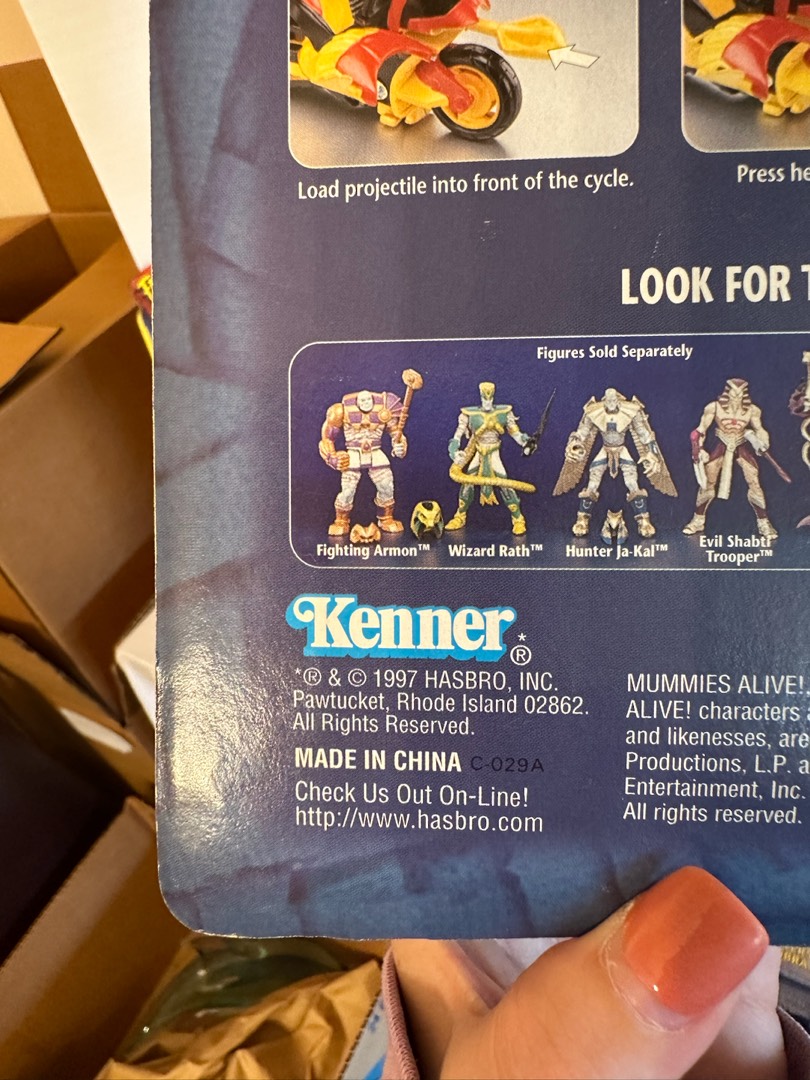 Load projectile into front of the cycle.
Press he
LOOK FOR T
Figures Sold Separately
Fighting Armon™
Wizard Rath™
Hunter Ja-Kal™
Evil Shabti
Trooper™
Kenner*®
*® & © 1997 HASBRO, INC.
Pawtucket, Rhode Island 02862.
All Rights Reserved.
MADE IN CHINA C-029A
Check Us Out On-Line!
http://www.hasbro.com
MUMMIES ALIVE!
ALIVE! characters
and likenesses, are
Productions, L.P. a
Entertainment, Inc.
All rights reserved.